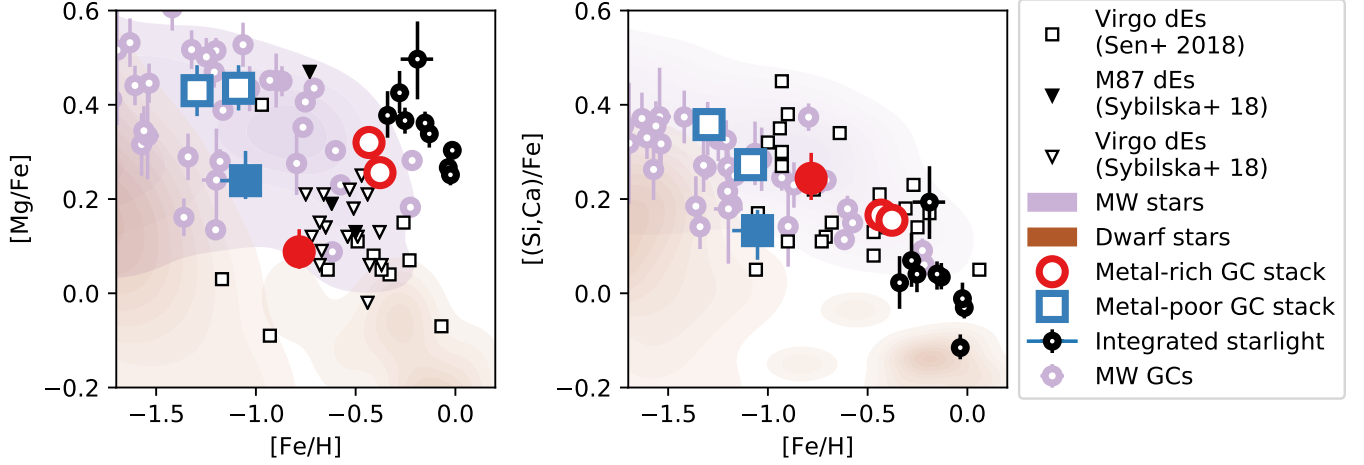 0.6
0.4
0.2
0.0
−0.2
[Mg/Fe]
−1.5
−1.0
−0.5
0.0
[Fe/H]
0.6
0.4
0.2
0.0
−0.2
[(Si,Ca)/Fe]
−1.5
−1.0
−0.5
0.0
[Fe/H]
Virgo dEs
(Sen+ 2018)
M87 dEs
(Sybilska+ 18)
Virgo dEs
(Sybilska+ 18)
MW stars
Dwarf stars
Metal-rich GC stack
Metal-poor GC stack
Integrated starlight
MW GCs